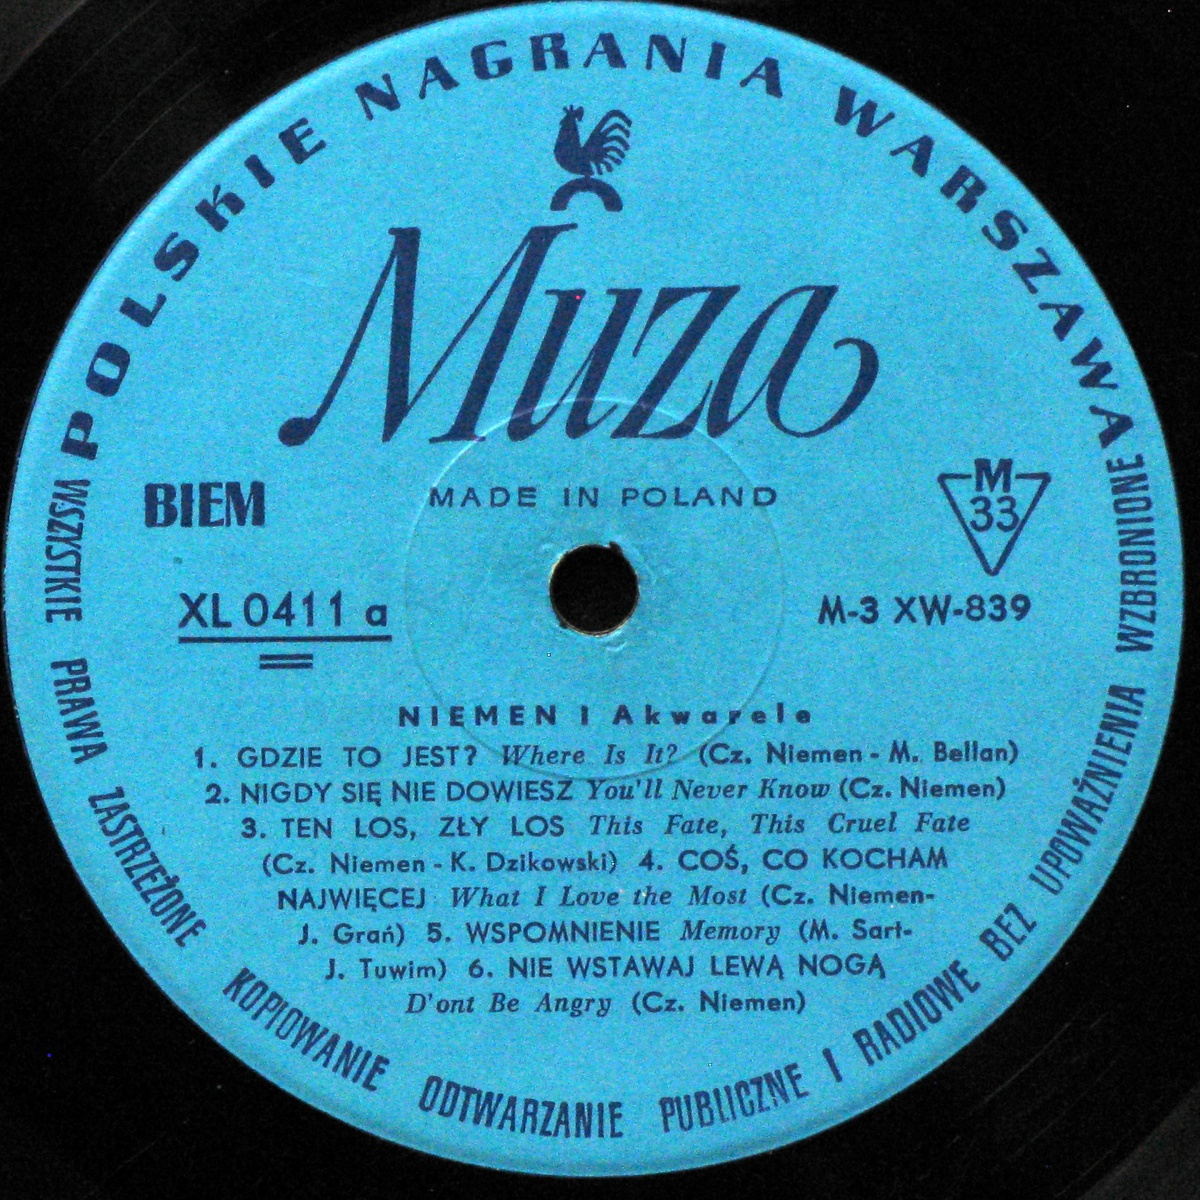 POLSKIE NAGRANIA WARSZAWA
Muza
BIEM
MADE IN POLAND
M
33
XL 0411 a
M-3 XW-839
NIEMEN I Akwarele
1. GDZIE TO JEST? Where Is It? (Cz. Niemen - M. Bellan)
2. NIGDY SIĘ NIE DOWIESZ You'll Never Know (Cz. Niemen)
3. TEN LOS, ZŁY LOS This Fate, This Cruel Fate
(Cz. Niemen - K. Dzikowski) 4. COŚ, CO KOCHAM
NAJWIĘCEJ What I Love the Most (Cz. Niemen-
J. Grań) 5. WSPOMNIENIE Memory (M. Sart-
J. Tuwim) 6. NIE WSTAWAJ LEWĄ NOGĄ
D'ont Be Angry (Cz. Niemen)
WSZYSTKIE PRAWA ZASTRZEŻONE KOPIOWANIE ODTWARZANIE PUBLICZNE I RADIOWE BEZ UPOWAŻNIENIA WZBRONIONE